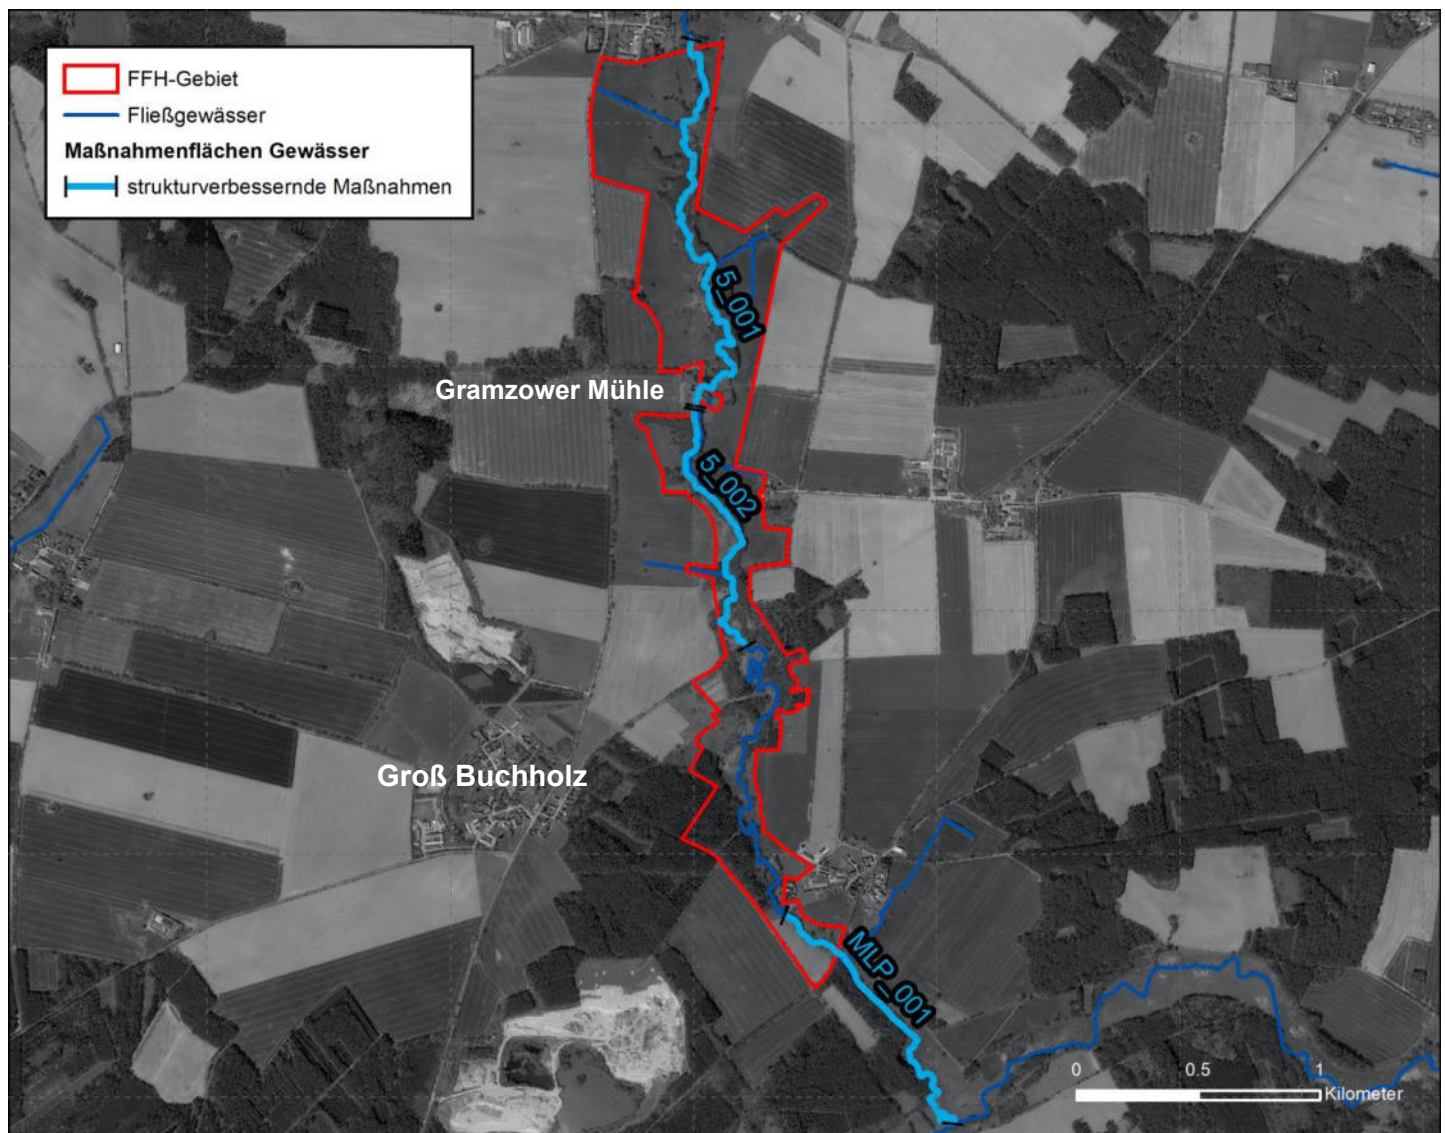 FFH-Gebiet
Fließgewässer
Maßnahmenflächen Gewässer
strukturverbessernde Maßnahmen
5_001
Gramzower Mühle
5_002
Groß Buchholz
MLP_001
0 0.5 1
Kilometer